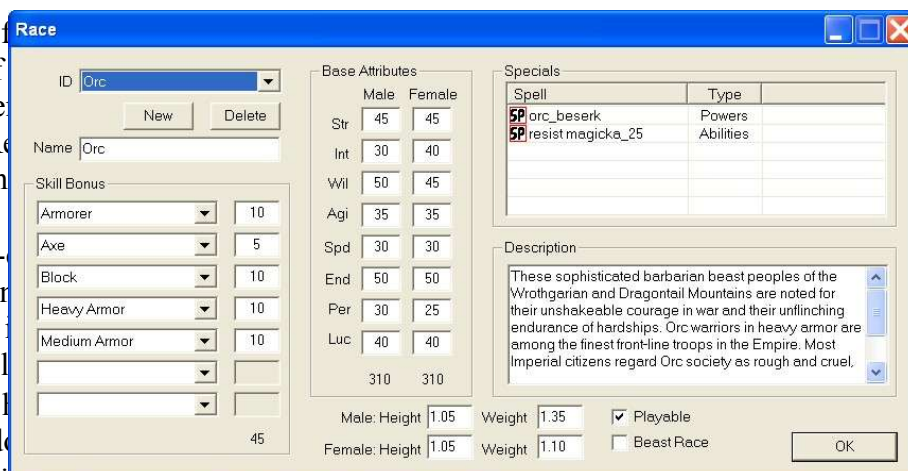 Race
ID Orc
New Delete
Name Orc
Skill Bonus
Armorer 10
Axe 5
Block 10
Heavy Armor 10
Medium Armor 10
45
Base Attributes
Male Female
Str 45 45
Int 30 40
Wil 50 45
Agi 35 35
Spd 30 30
End 50 50
Per 30 25
Luc 40 40
310 310
Specials
Spell Type
SP orc_beserk Powers
SP resist magicka_25 Abilities
Description
These sophisticated barbarian beast peoples of the
Wrothgarian and Dragontail Mountains are noted for
their unshakeable courage in war and their unflinching
endurance of hardships. Orc warriors in heavy armor are
among the finest front-line troops in the Empire. Most
Imperial citizens regard Orc society as rough and cruel,
Male: Height 1.05 Weight 1.35 Playable
Female: Height 1.05 Weight 1.10 Beast Race
OK